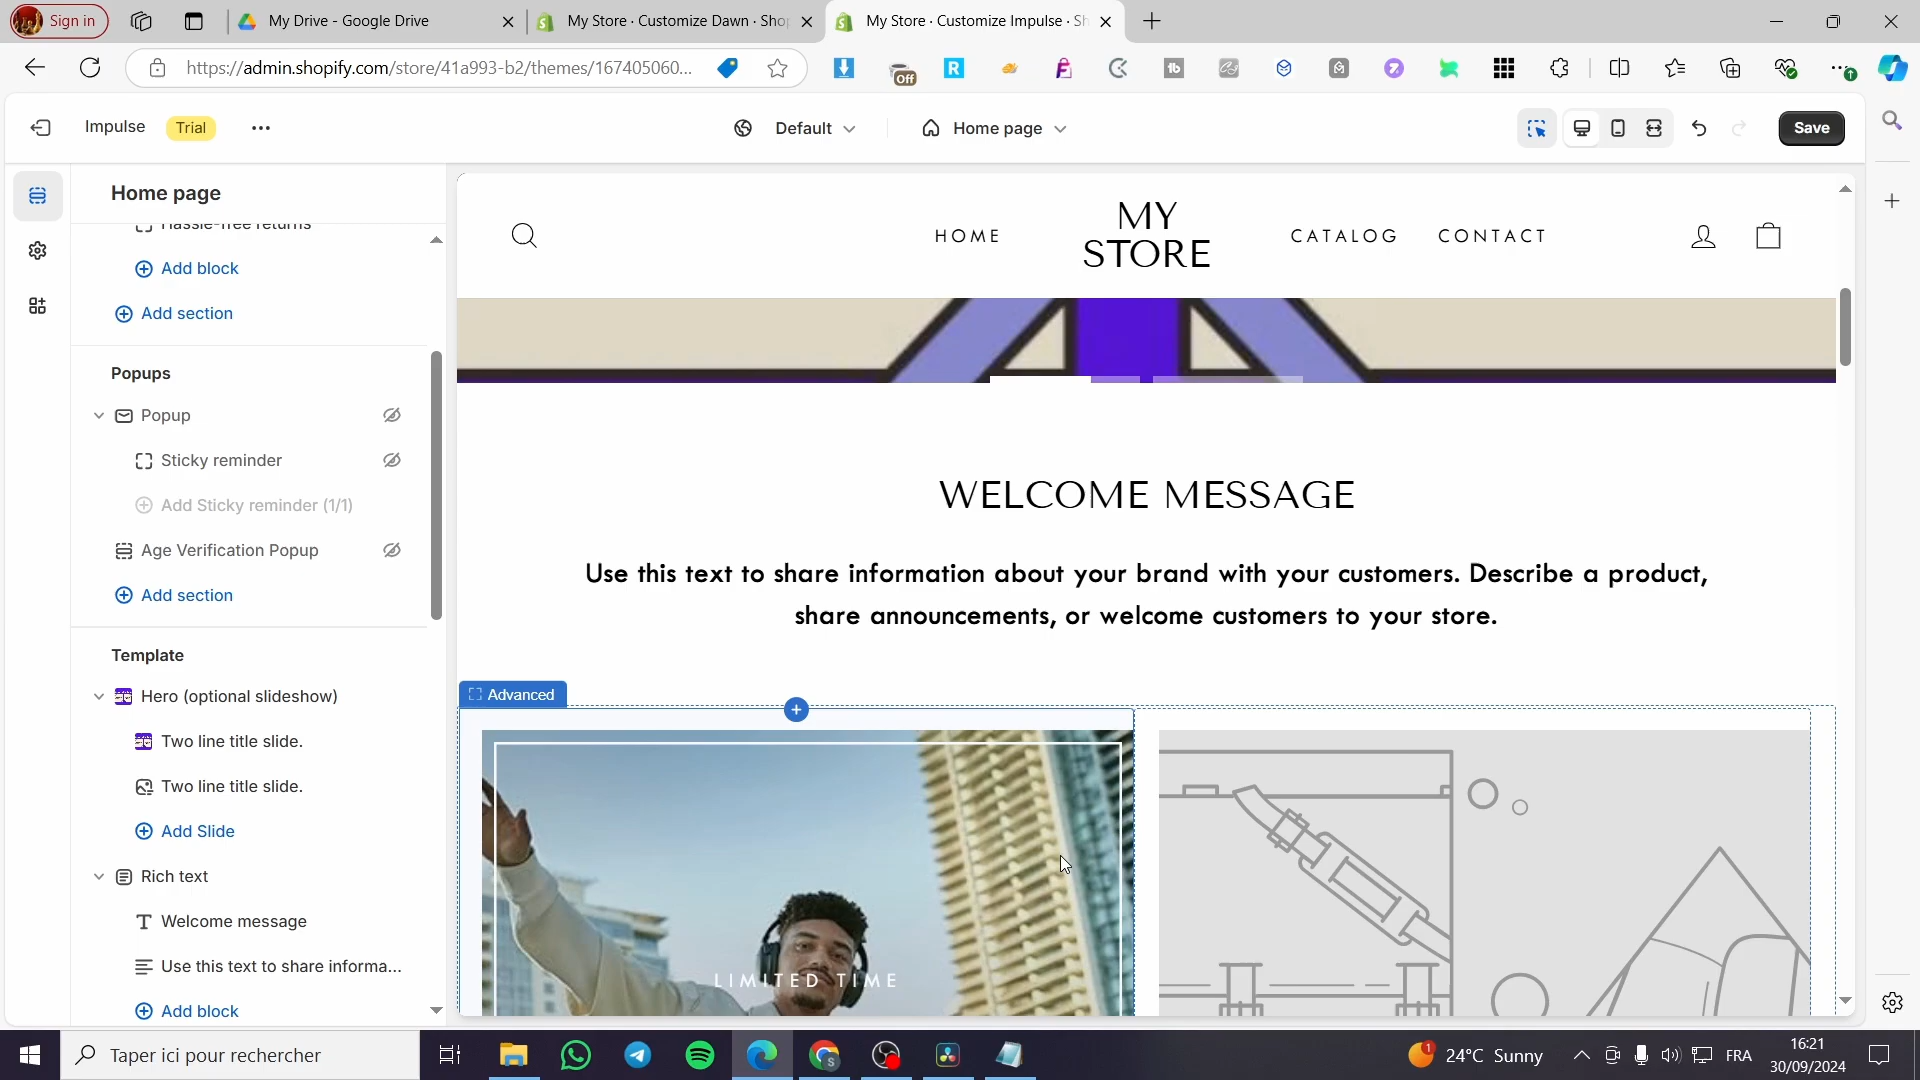 Sign in
My Drive - Google Drive
My Store · Customize Dawn · Sho
My Store · Customize Impulse · Sh
https://admin.shopify.com/store/41a993-b2/themes/167405060...
Off
Impulse
Trial
Default
Home page
Save
Home page
Hassle-free returns
Add block
Add section
Popups
Popup
Sticky reminder
Add Sticky reminder (1/1)
Age Verification Popup
Add section
Template
Hero (optional slideshow)
Two line title slide.
Two line title slide.
Add Slide
Rich text
Welcome message
Use this text to share informa...
Add block
HOME
MY
STORE
CATALOG
CONTACT
WELCOME MESSAGE
Use this text to share information about your brand with your customers. Describe a product,
share announcements, or welcome customers to your store.
Advanced
LIMITED TIME
Taper ici pour rechercher
1
24°C Sunny
FRA
16:21
30/09/2024